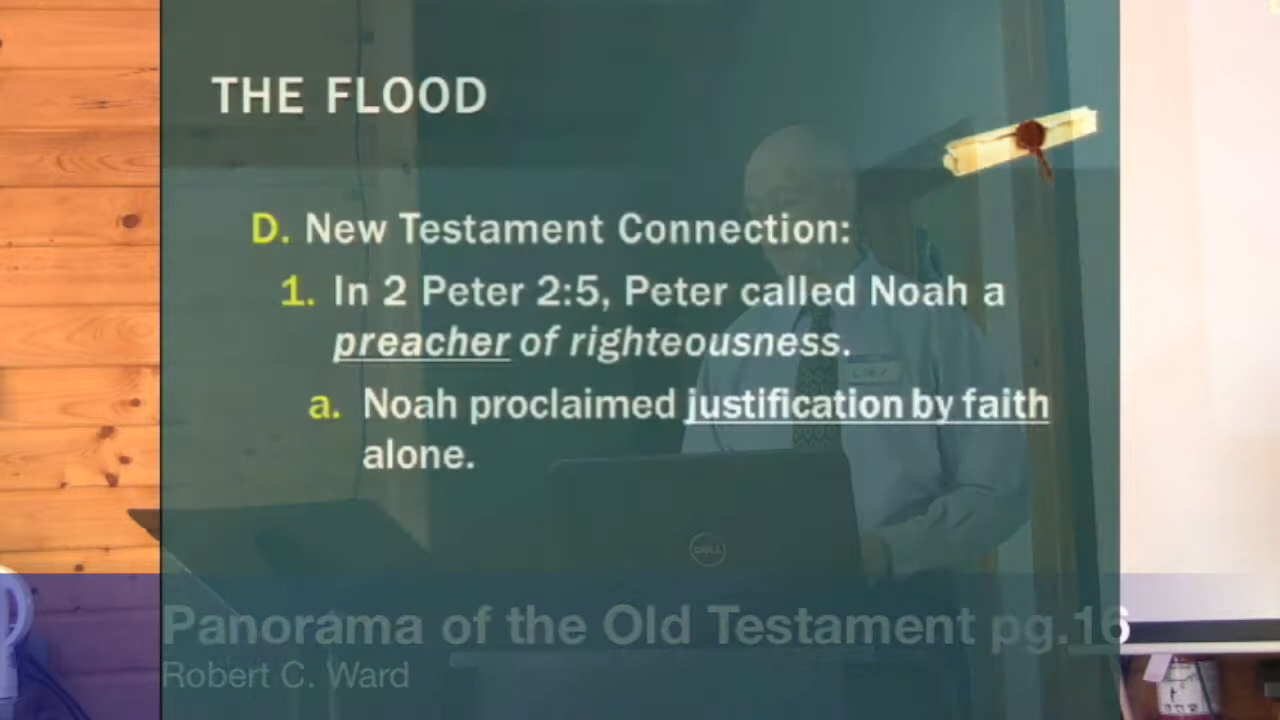 THE FLOOD
D. New Testament Connection:
1. In 2 Peter 2:5, Peter called Noah a
preacher of righteousness.
a. Noah proclaimed justification by faith
alone.
DELL
Panorama of the Old Testament pg.16
Robert C. Ward